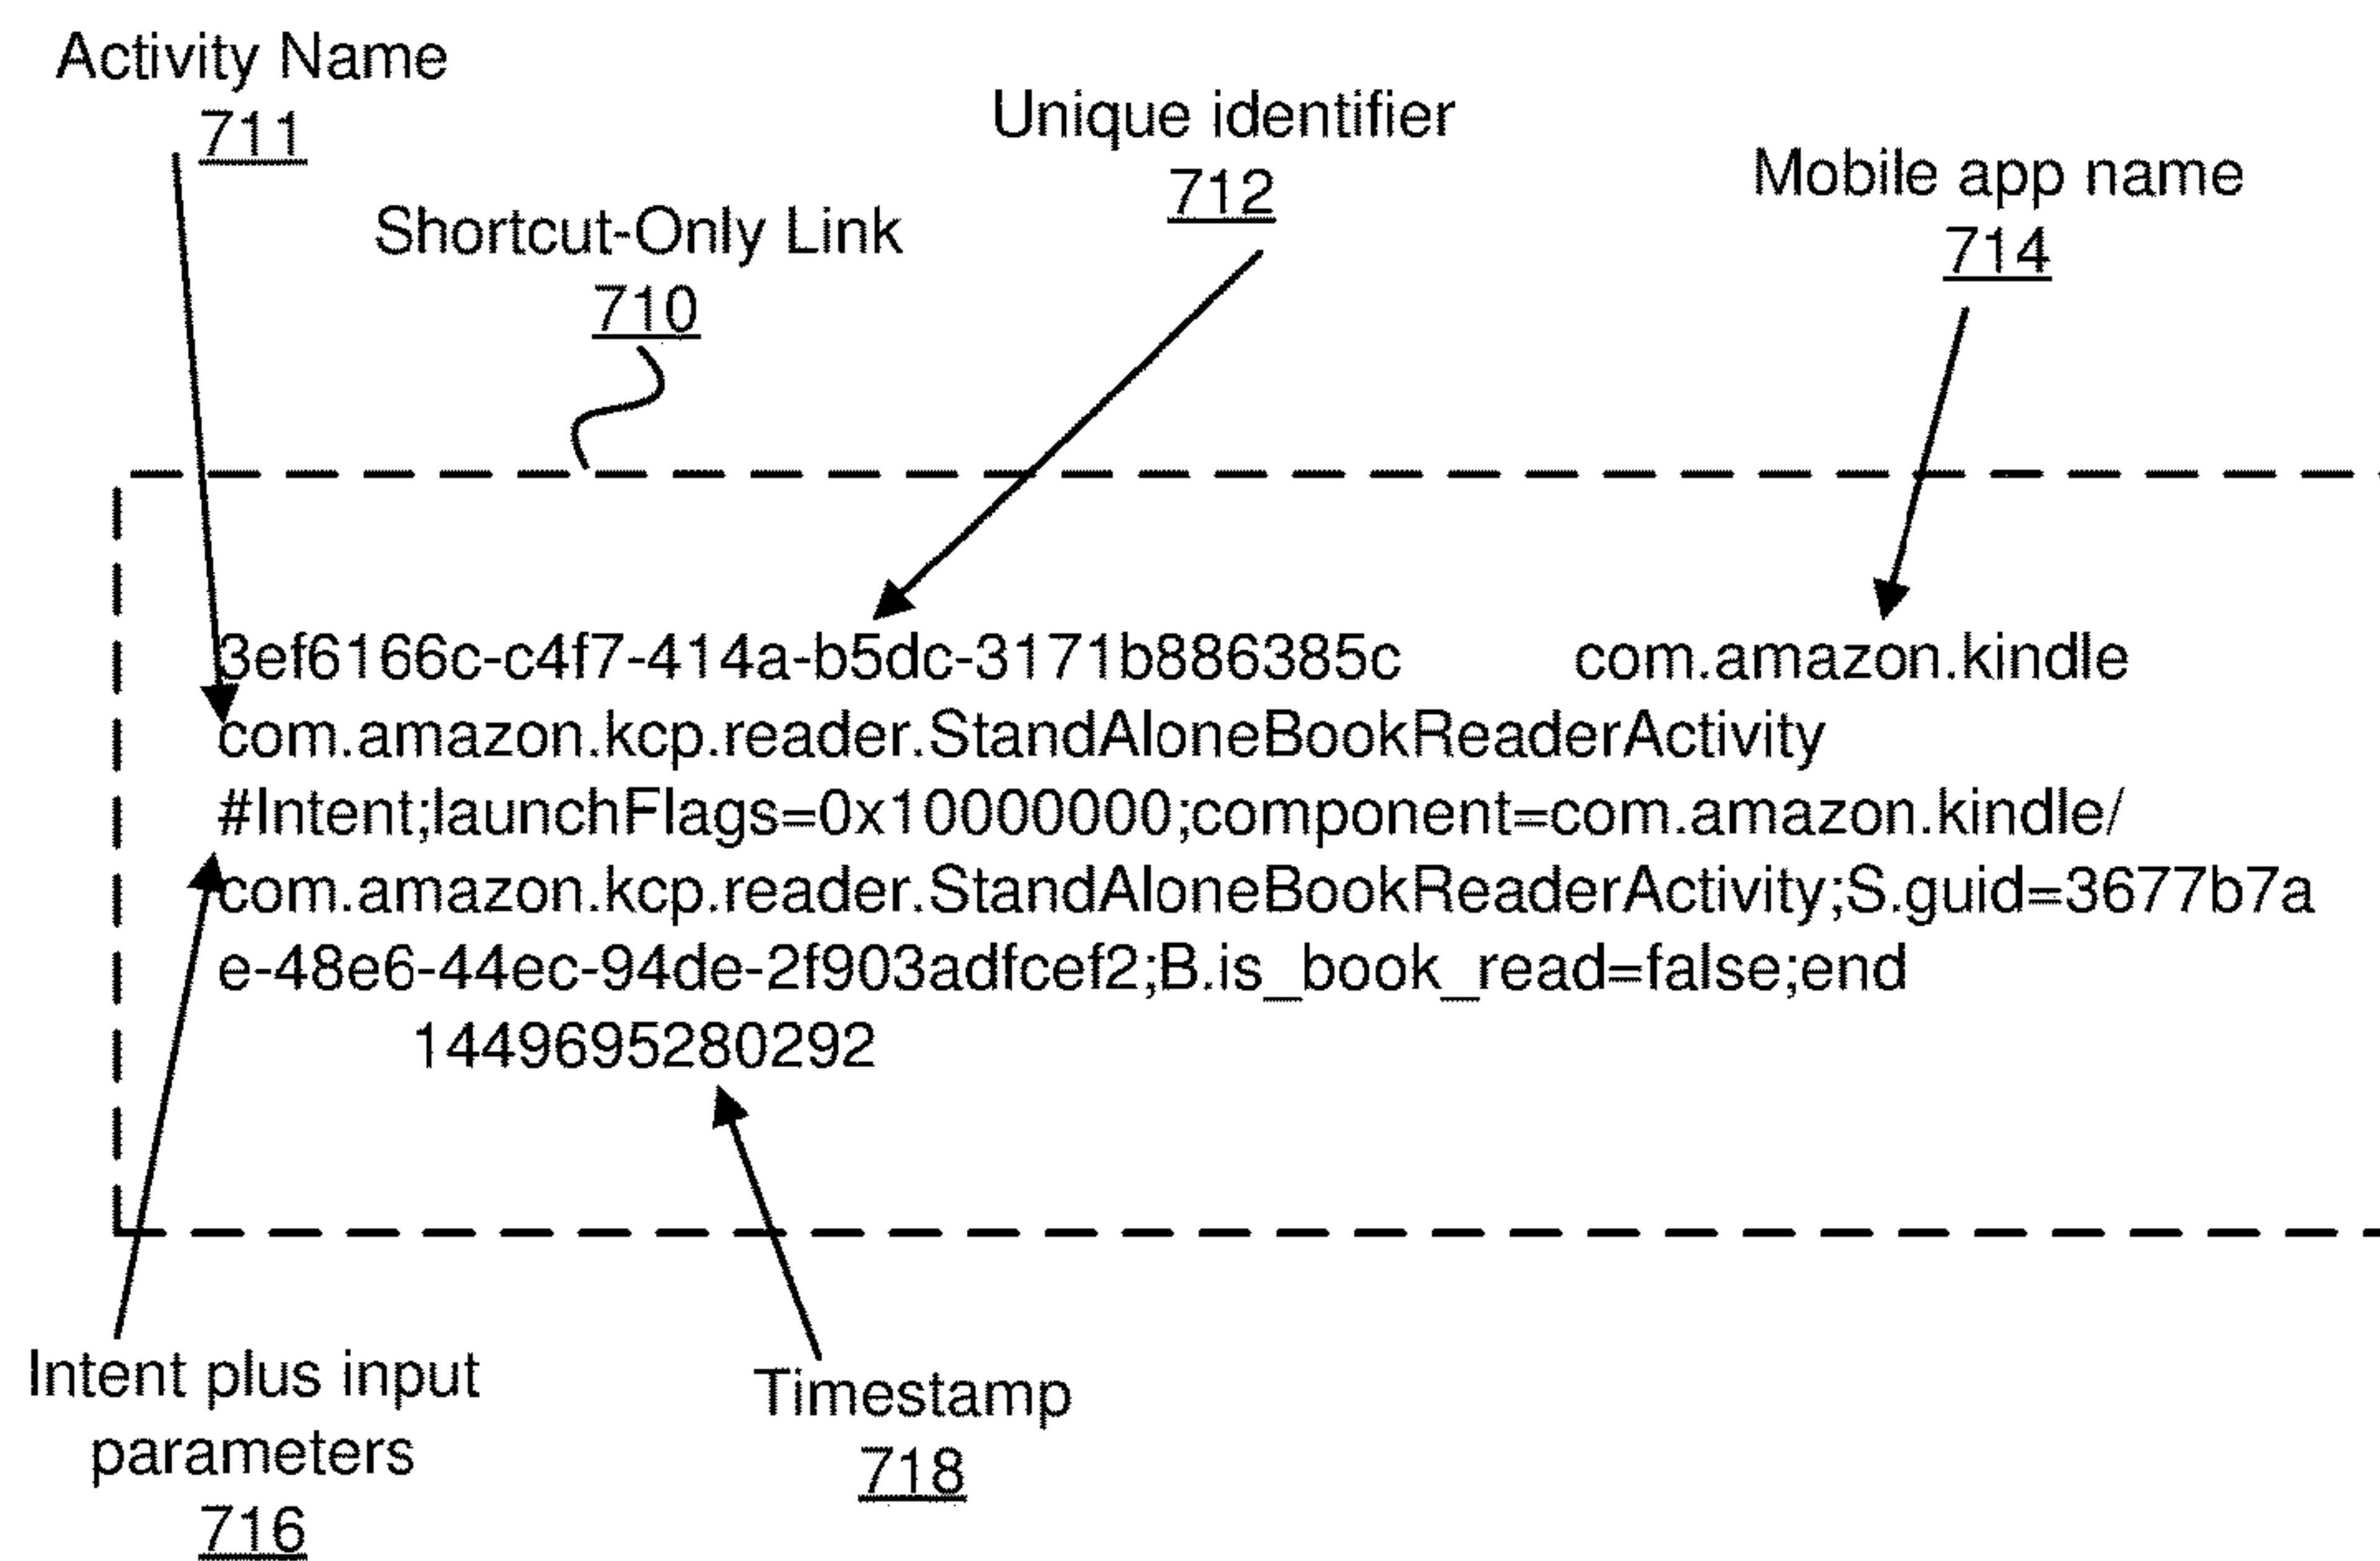 Activity Name
711
Unique identifier
712
Mobile app name
714
Shortcut-Only Link
710
3ef6166c-c4f7-414a-b5dc-3171b886385c com.amazon.kindle
com.amazon.kcp.reader.StandAloneBookReaderActivity
#Intent;launchFlags=0x10000000;component=com.amazon.kindle/
com.amazon.kcp.reader.StandAloneBookReaderActivity;S.guid=3677b7a
e-48e6-44ec-94de-2f903adfcef2;B.is_book_read=false;end
1449695280292
Intent plus input
parameters
716
Timestamp
718